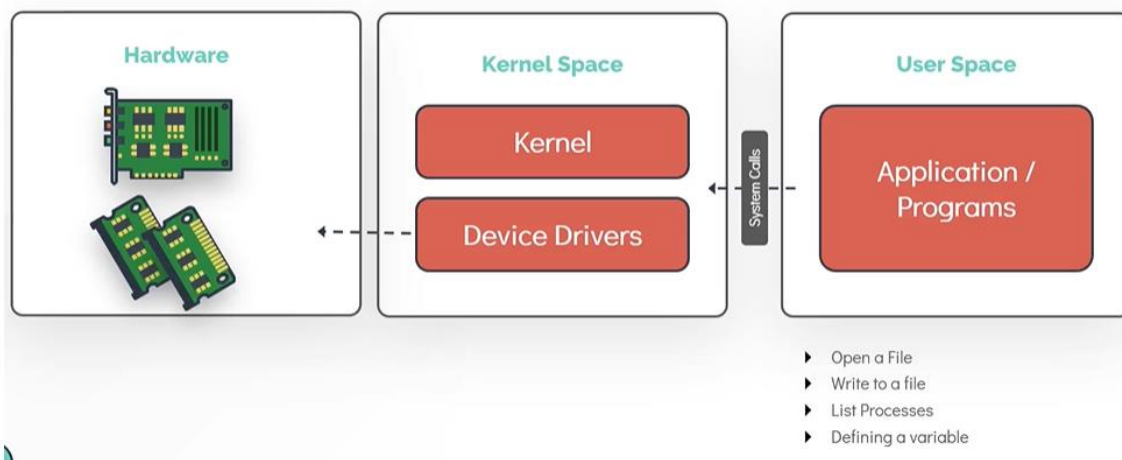 Hardware
Kernel Space
Kernel
Device Drivers
System Calls
User Space
Application /
Programs
Open a File
Write to a file
List Processes
Defining a variable